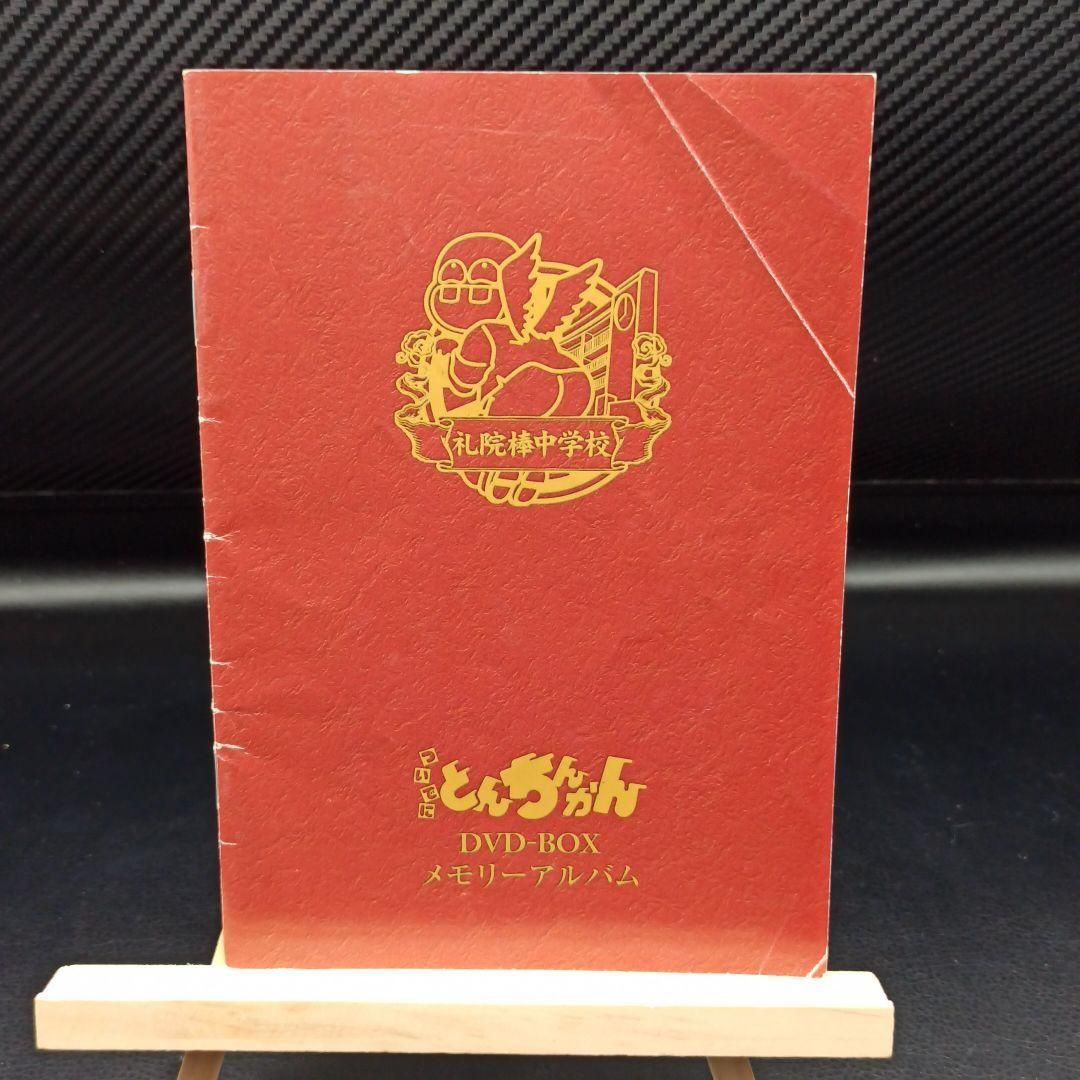 礼院棒中学校
ついでに
とんちんかん
DVD-BOX
メモリーアルバム